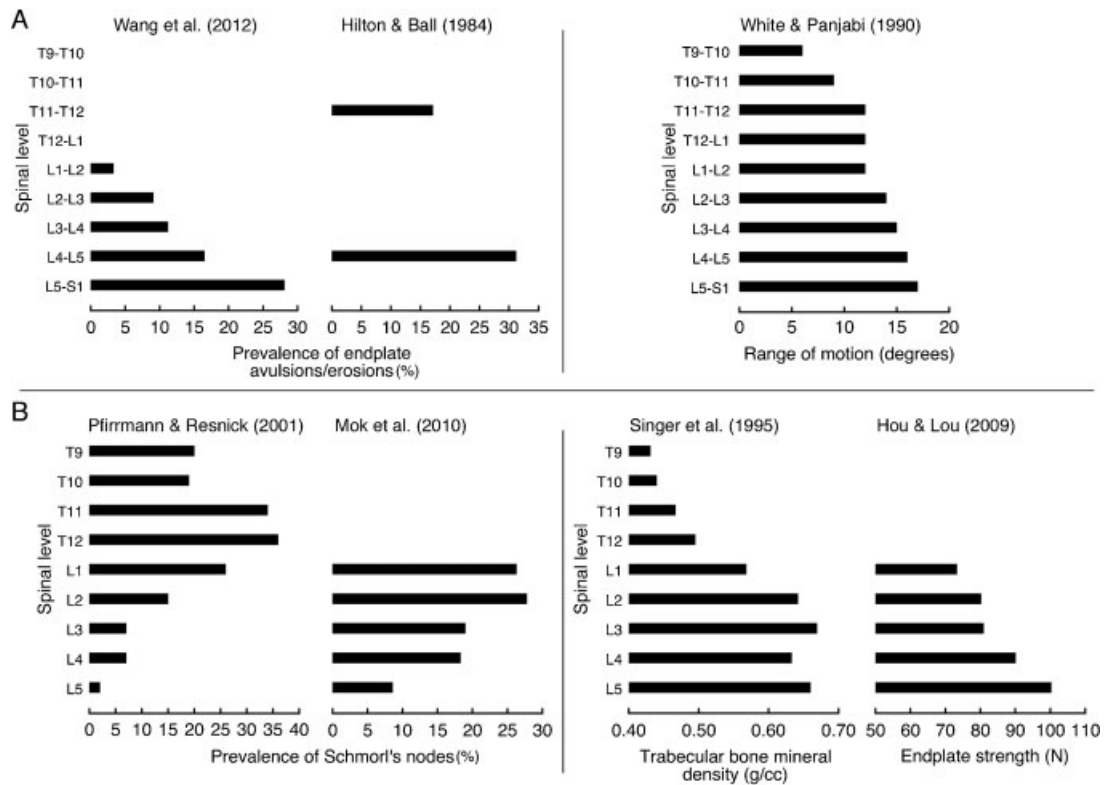 A
Wang et al. (2012)
Hilton & Ball (1984)
White & Panjabi (1990)
Spinal level
T9-T10
T10-T11
T11-T12
T12-L1
L1-L2
L2-L3
L3-L4
L4-L5
L5-S1
0 5 10 15 20 25 30
0 5 10 15 20 25 30 35
Prevalence of endplate
avulsions/erosions (%)
Spinal level
T9-T10
T10-T11
T11-T12
T12-L1
L1-L2
L2-L3
L3-L4
L4-L5
L5-S1
0 5 10 15 20
Range of motion (degrees)
B
Pfirrmann & Resnick (2001)
Mok et al. (2010)
Singer et al. (1995)
Hou & Lou (2009)
Spinal level
T9
T10
T11
T12
L1
L2
L3
L4
L5
0 5 10 15 20 25 30 35 40
0 5 10 15 20 25 30
Prevalence of Schmorl's nodes (%)
Spinal level
T9
T10
T11
T12
L1
L2
L3
L4
L5
0.40 0.50 0.60 0.70
Trabecular bone mineral
density (g/cc)
50 60 70 80 90 100 110
Endplate strength (N)